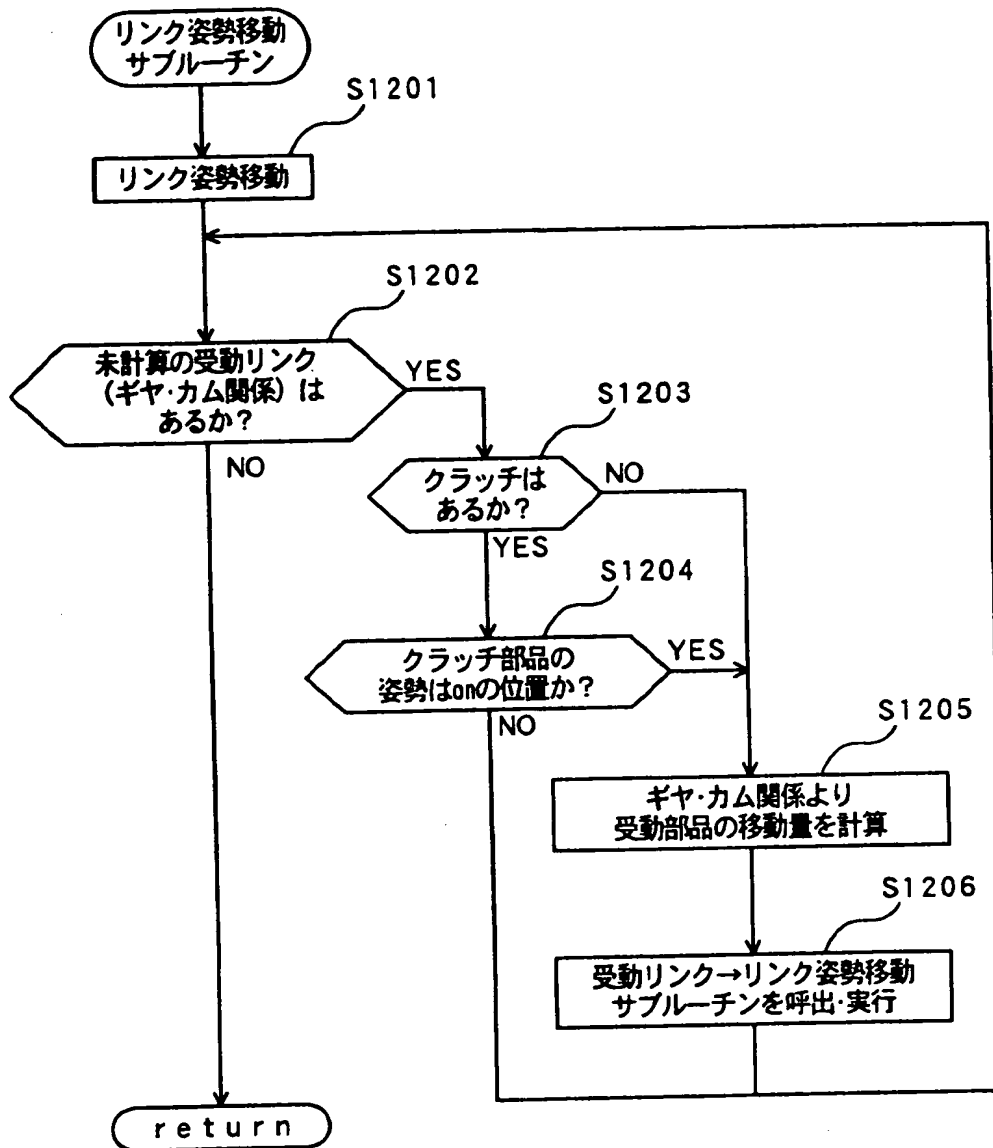 リンク姿勢移動
サブルーチン
S1201
リンク姿勢移動
S1202
未計算の受動リンク
(ギヤ・カム関係)は
あるか?
YES
NO
S1203
クラッチは
あるか?
NO
YES
S1204
クラッチ部品の
姿勢はonの位置か?
YES
NO
S1205
ギヤ・カム関係より
受動部品の移動量を計算
S1206
受動リンク→リンク姿勢移動
サブルーチンを呼出・実行
return